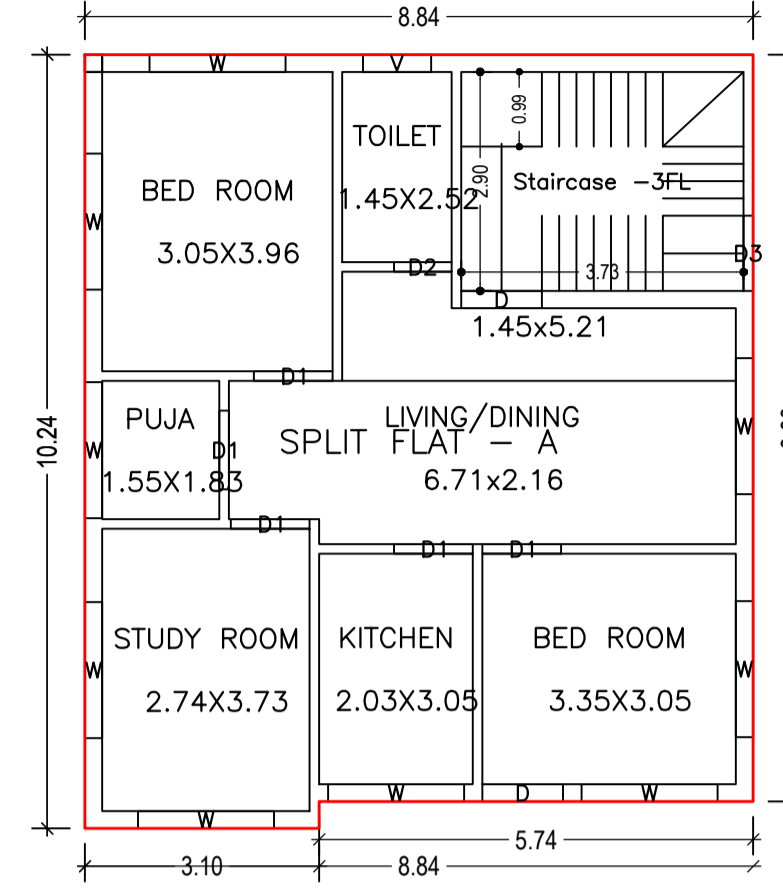 8.84
W
V
TOILET
1.45X2.52
BED ROOM
3.05X3.96
W
0.99
2.90
Staircase -3FL
3.73
D3
D2
D
1.45x5.21
D1
PUJA
1.55X1.83
W
D1
LIVING/DINING
SPLIT FLAT - A
6.71x2.16
W
10.24
D1
D1
D1
STUDY ROOM
2.74X3.73
W
KITCHEN
2.03X3.05
BED ROOM
3.35X3.05
W
W
W
D
W
5.74
3.10
8.84